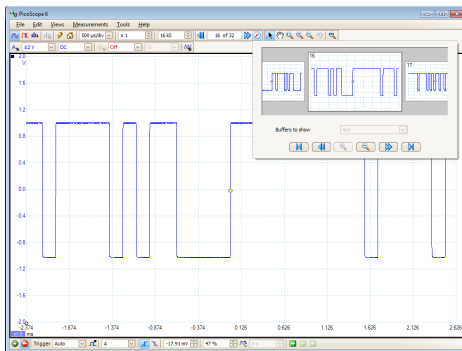 PicoScope 6
File Edit Views Measurements Tools Help
500 µs/div x 1 16 kS 16 of 32
A ±2 V DC Off
2.0
V
1.2
0.8
0.4
0.0
-0.4
-0.8
-1.2
-1.6
-2.0
-2.374 -1.874 -1.374 -0.874 -0.374 0.126 0.626 1.126 1.626 2.126 2.626
x1.0 ms
16
17
Buffers to show Any
Trigger Auto A -17.91 mV 47 %